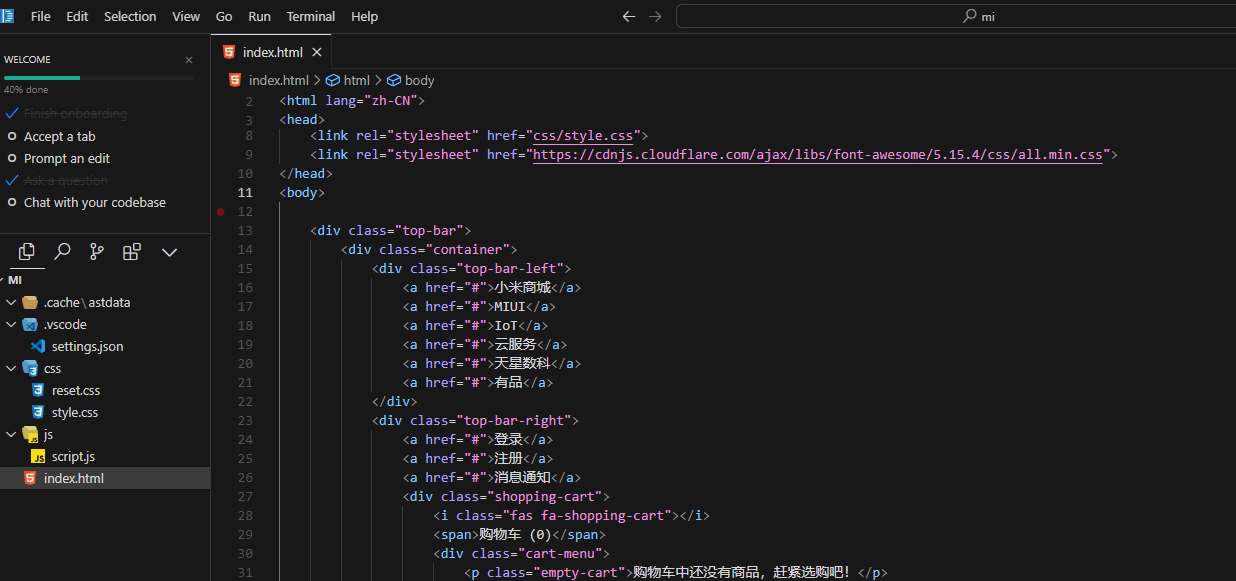 File Edit Selection View Go Run Terminal Help
mi
WELCOME
40% done
Finish onboarding
Accept a tab
Prompt an edit
Ask a question
Chat with your codebase
MI
.cache\astdata
.vscode
settings.json
css
reset.css
style.css
js
script.js
index.html
index.html
index.html > html > body
2 <html lang="zh-CN">
3 <head>
8 <link rel="stylesheet" href="css/style.css">
9 <link rel="stylesheet" href="https://cdnjs.cloudflare.com/ajax/libs/font-awesome/5.15.4/css/all.min.css">
10 </head>
11 <body>
12
13 <div class="top-bar">
14 <div class="container">
15 <div class="top-bar-left">
16 <a href="#">小米商城</a>
17 <a href="#">MIUI</a>
18 <a href="#">IoT</a>
19 <a href="#">云服务</a>
20 <a href="#">天星数科</a>
21 <a href="#">有品</a>
22 </div>
23 <div class="top-bar-right">
24 <a href="#">登录</a>
25 <a href="#">注册</a>
26 <a href="#">消息通知</a>
27 <div class="shopping-cart">
28 <i class="fas fa-shopping-cart"></i>
29 <span>购物车 (0)</span>
30 <div class="cart-menu">
31 <p class="empty-cart">购物车中还没有商品，赶紧选购吧！</p>